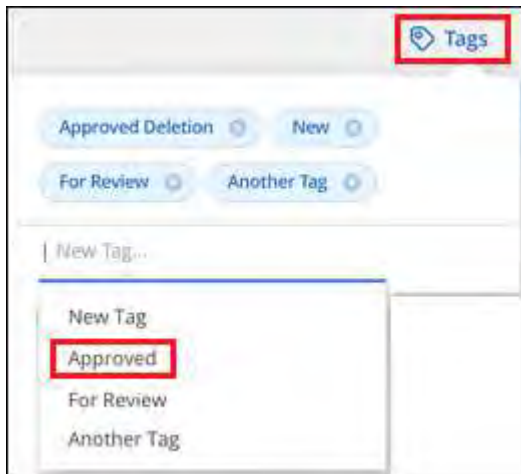 Tags
Approved Deletion New
For Review Another Tag
New Tag...
New Tag
Approved
For Review
Another Tag